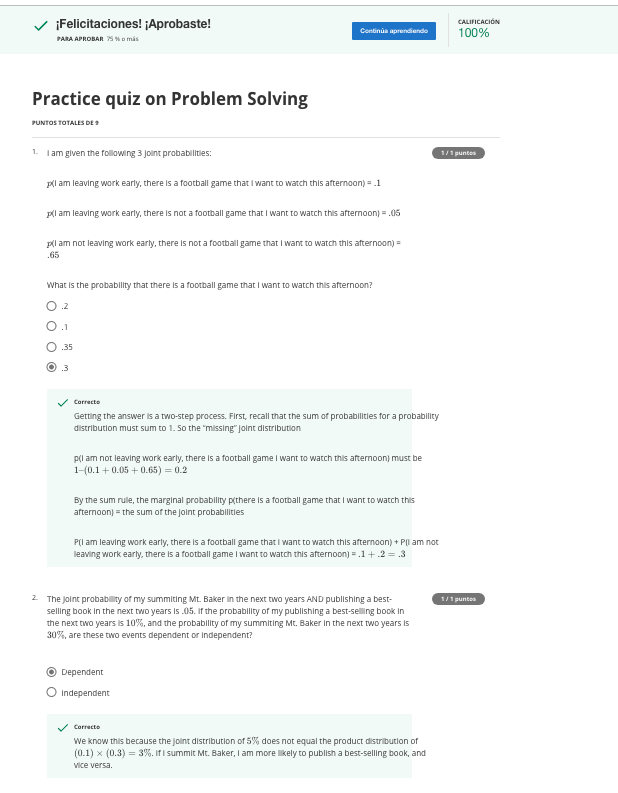 ¡Felicitaciones! ¡Aprobaste!
PARA APROBAR 75 % o más
Continúa aprendiendo
CALIFICACIÓN
100%
Practice quiz on Problem Solving
PUNTOS TOTALES DE 9
1. I am given the following 3 joint probabilities:
1 / 1 puntos
p(I am leaving work early, there is a football game that I want to watch this afternoon) = .1
p(I am leaving work early, there is not a football game that I want to watch this afternoon) = .05
p(I am not leaving work early, there is not a football game that I want to watch this afternoon) =
.65
What is the probability that there is a football game that I want to watch this afternoon?
.2
.1
.35
.3
Correcto
Getting the answer is a two-step process. First, recall that the sum of probabilities for a probability
distribution must sum to 1. So the "missing" joint distribution
p(I am not leaving work early, there is a football game I want to watch this afternoon) must be
1–(0.1 + 0.05 + 0.65) = 0.2
By the sum rule, the marginal probability p(there is a football game that I want to watch this
afternoon) = the sum of the joint probabilities
P(I am leaving work early, there is a football game that I want to watch this afternoon) + P(I am not
leaving work early, there is a football game I want to watch this afternoon) = .1 + .2 = .3
2. The Joint probability of my summiting Mt. Baker in the next two years AND publishing a best-
1 / 1 puntos
selling book in the next two years is .05. If the probability of my publishing a best-selling book in
the next two years is 10%, and the probability of my summiting Mt. Baker in the next two years is
30%, are these two events dependent or independent?
Dependent
Independent
Correcto
We know this because the joint distribution of 5% does not equal the product distribution of
(0.1) × (0.3) = 3%. If I summit Mt. Baker, I am more likely to publish a best-selling book, and
vice versa.